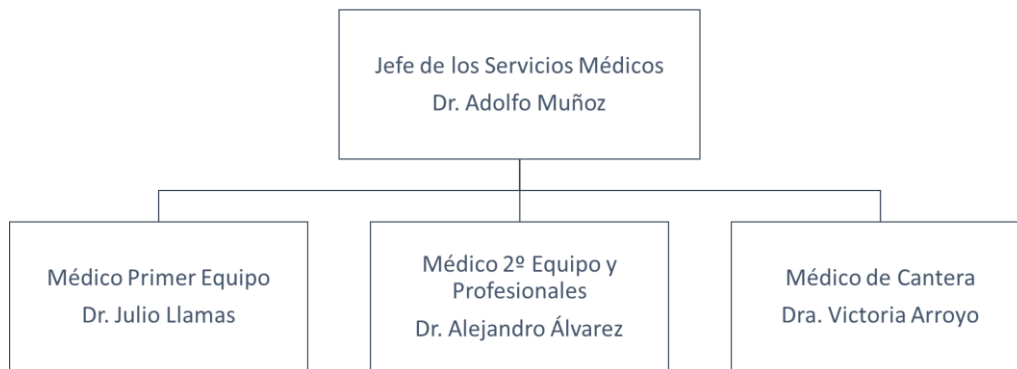 Jefe de los Servicios Médicos
Dr. Adolfo Muñoz
Médico Primer Equipo
Dr. Julio Llamas
Médico 2º Equipo y
Profesionales
Dr. Alejandro Álvarez
Médico de Cantera
Dra. Victoria Arroyo